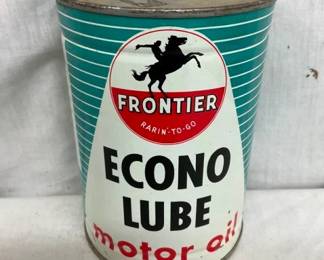 FRONTIER
RARIN'-TO-GO
ECONO
LUBE
motor oil